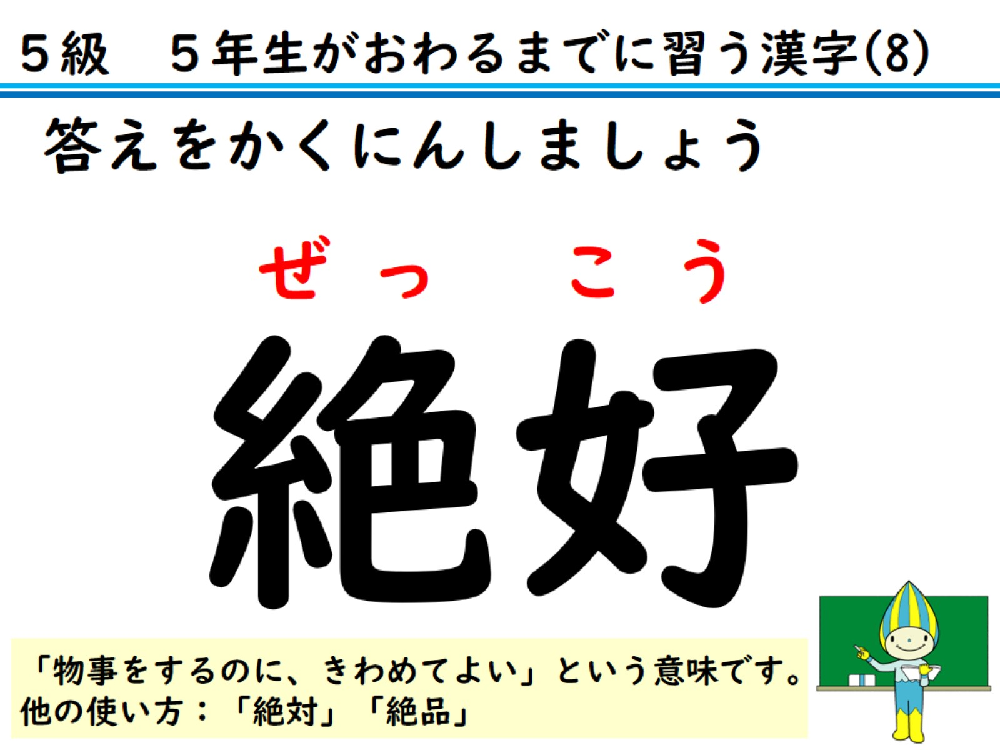 ５級　５年生がおわるまでに習う漢字(8)
答えをかくにんしましょう
ぜっ　こう
絶好
「物事をするのに、きわめてよい」という意味です。
他の使い方：「絶対」「絶品」